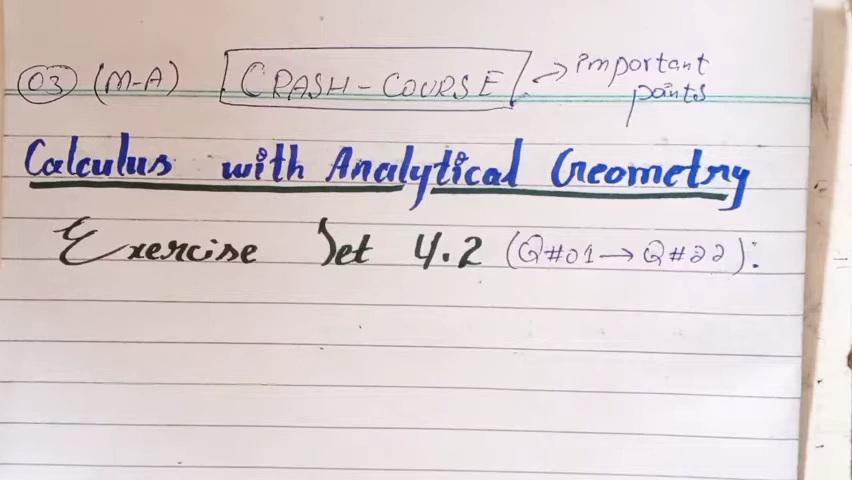 03 (M-A) CRASH-COURSE → important
points
Calculus with Analytical Geometry
Exercise Set 4.2 (Q#01→Q#22):